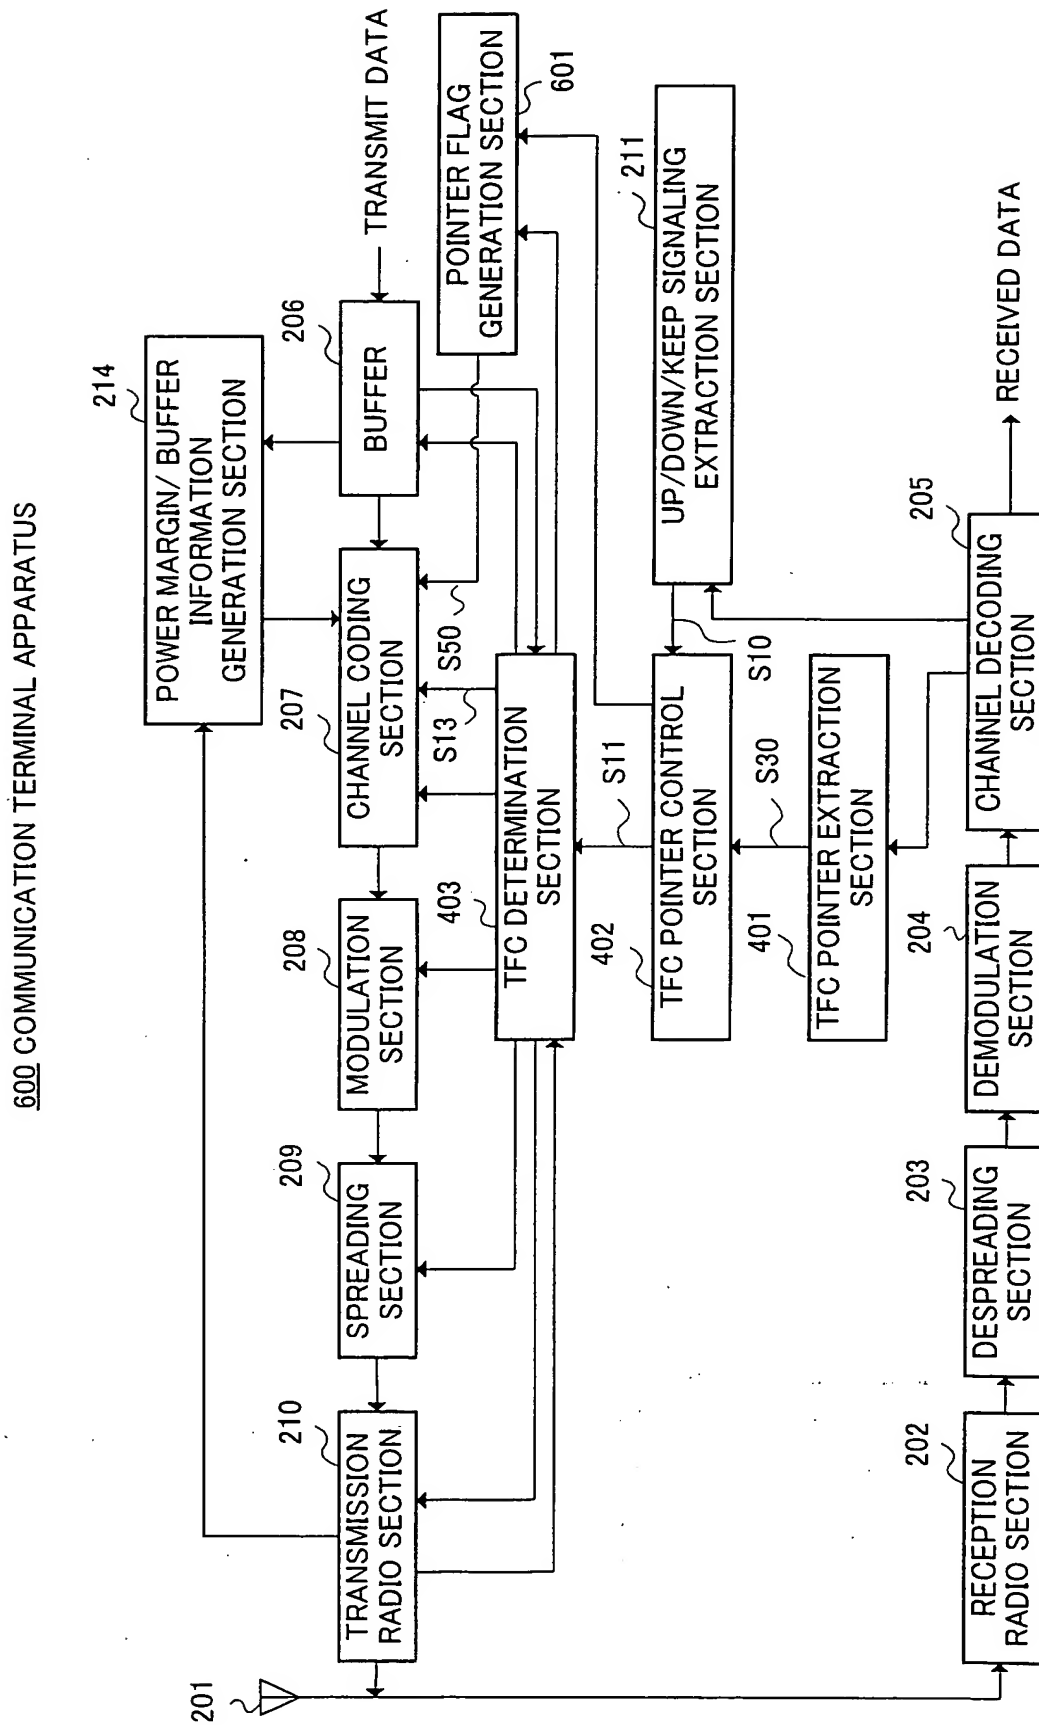 600 COMMUNICATION TERMINAL APPARATUS
201
210
TRANSMISSION
RADIO SECTION
209
SPREADING
SECTION
208
MODULATION
SECTION
207
CHANNEL CODING
SECTION
206
BUFFER
TRANSMIT DATA
214
POWER MARGIN/ BUFFER
INFORMATION
GENERATION SECTION
S13
S50
POINTER FLAG
GENERATION SECTION
601
403
TFC DETERMINATION
SECTION
S11
402
TFC POINTER CONTROL
SECTION
S10
211
UP/DOWN/KEEP SIGNALING
EXTRACTION SECTION
S30
401
TFC POINTER EXTRACTION
SECTION
202
RECEPTION
RADIO SECTION
203
DESPREADING
SECTION
204
DEMODULATION
SECTION
205
CHANNEL DECODING
SECTION
RECEIVED DATA